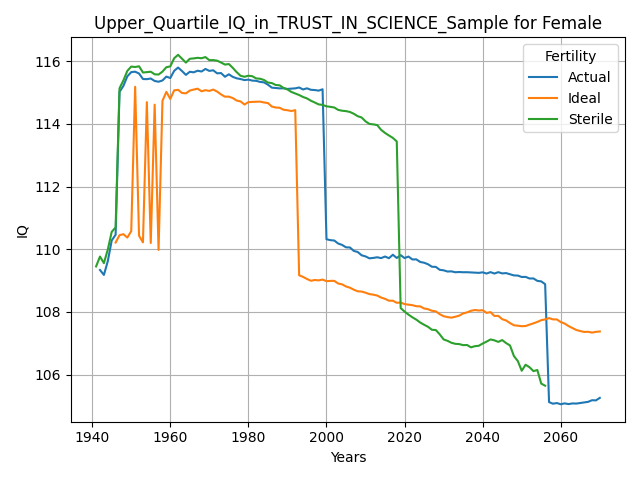 Upper_Quartile_IQ_in_TRUST_IN_SCIENCE_Sample for Female
Fertility
Actual
Ideal
Sterile
IQ
116
114
112
110
108
106
1940
1960
1980
2000
2020
2040
2060
Years